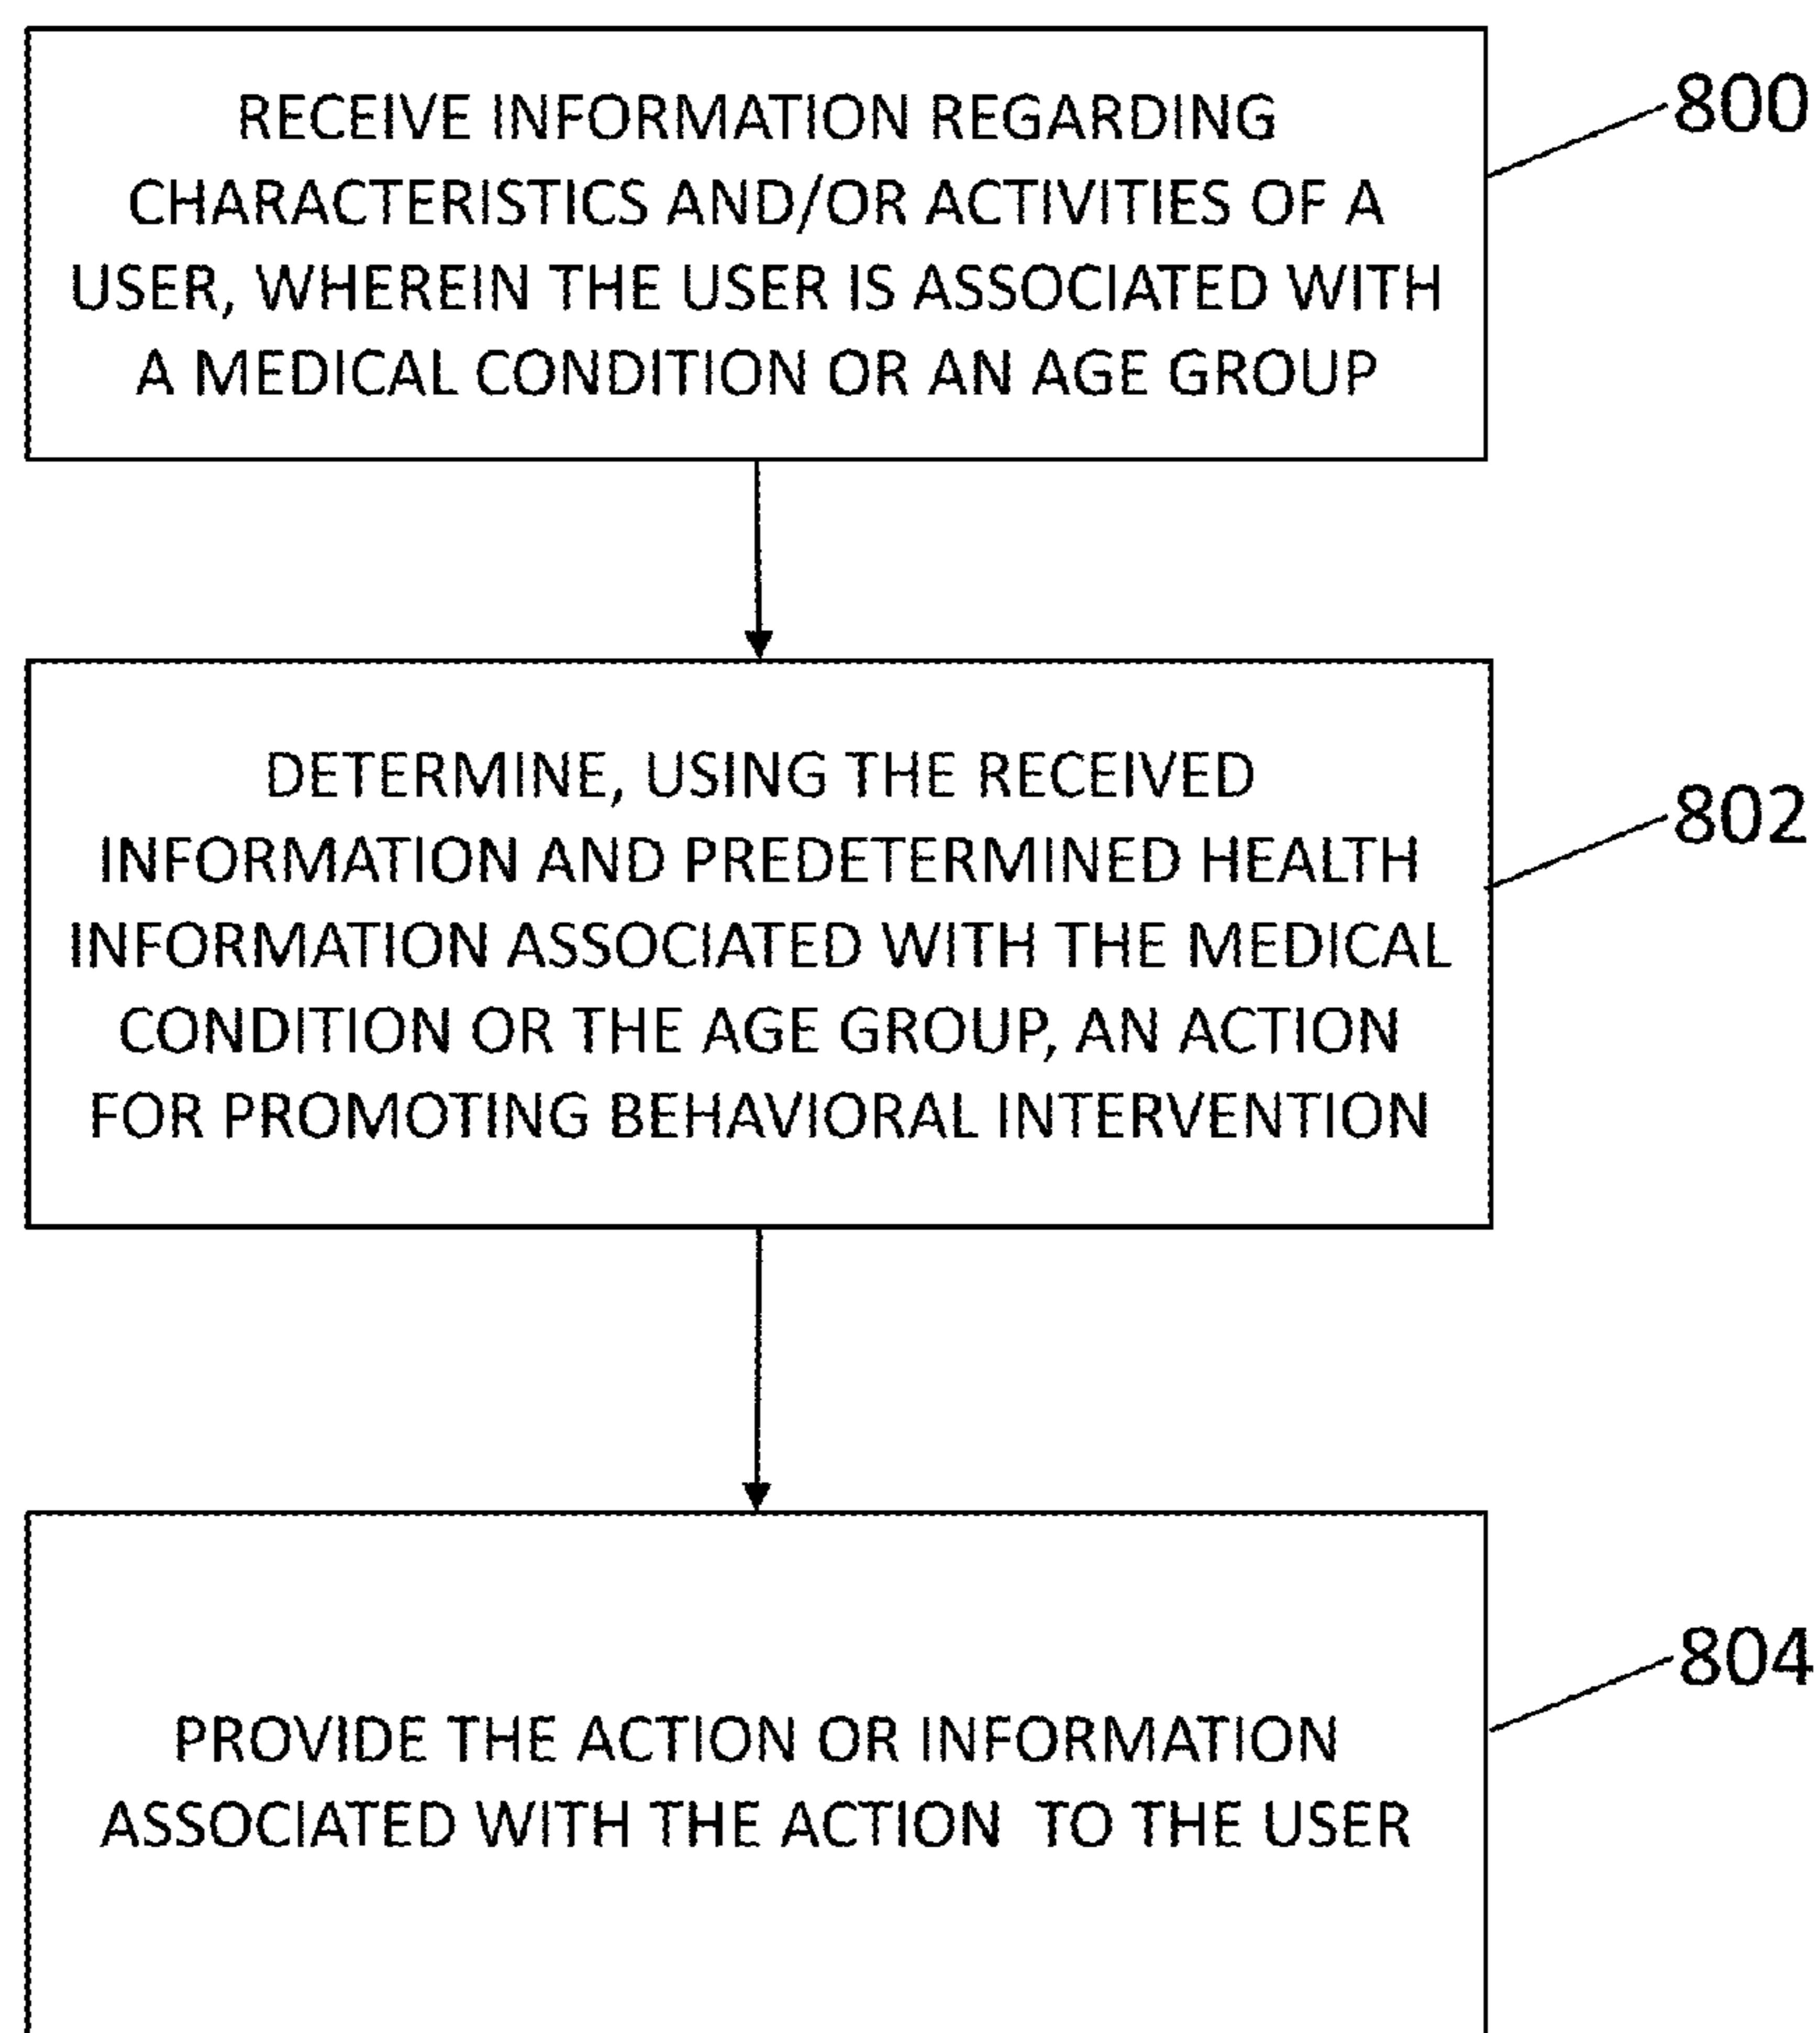 RECEIVE INFORMATION REGARDING
CHARACTERISTICS AND/OR ACTIVITIES OF A
USER, WHEREIN THE USER IS ASSOCIATED WITH
A MEDICAL CONDITION OR AN AGE GROUP
800
DETERMINE, USING THE RECEIVED
INFORMATION AND PREDETERMINED HEALTH
INFORMATION ASSOCIATED WITH THE MEDICAL
CONDITION OR THE AGE GROUP, AN ACTION
FOR PROMOTING BEHAVIORAL INTERVENTION
802
PROVIDE THE ACTION OR INFORMATION
ASSOCIATED WITH THE ACTION TO THE USER
804